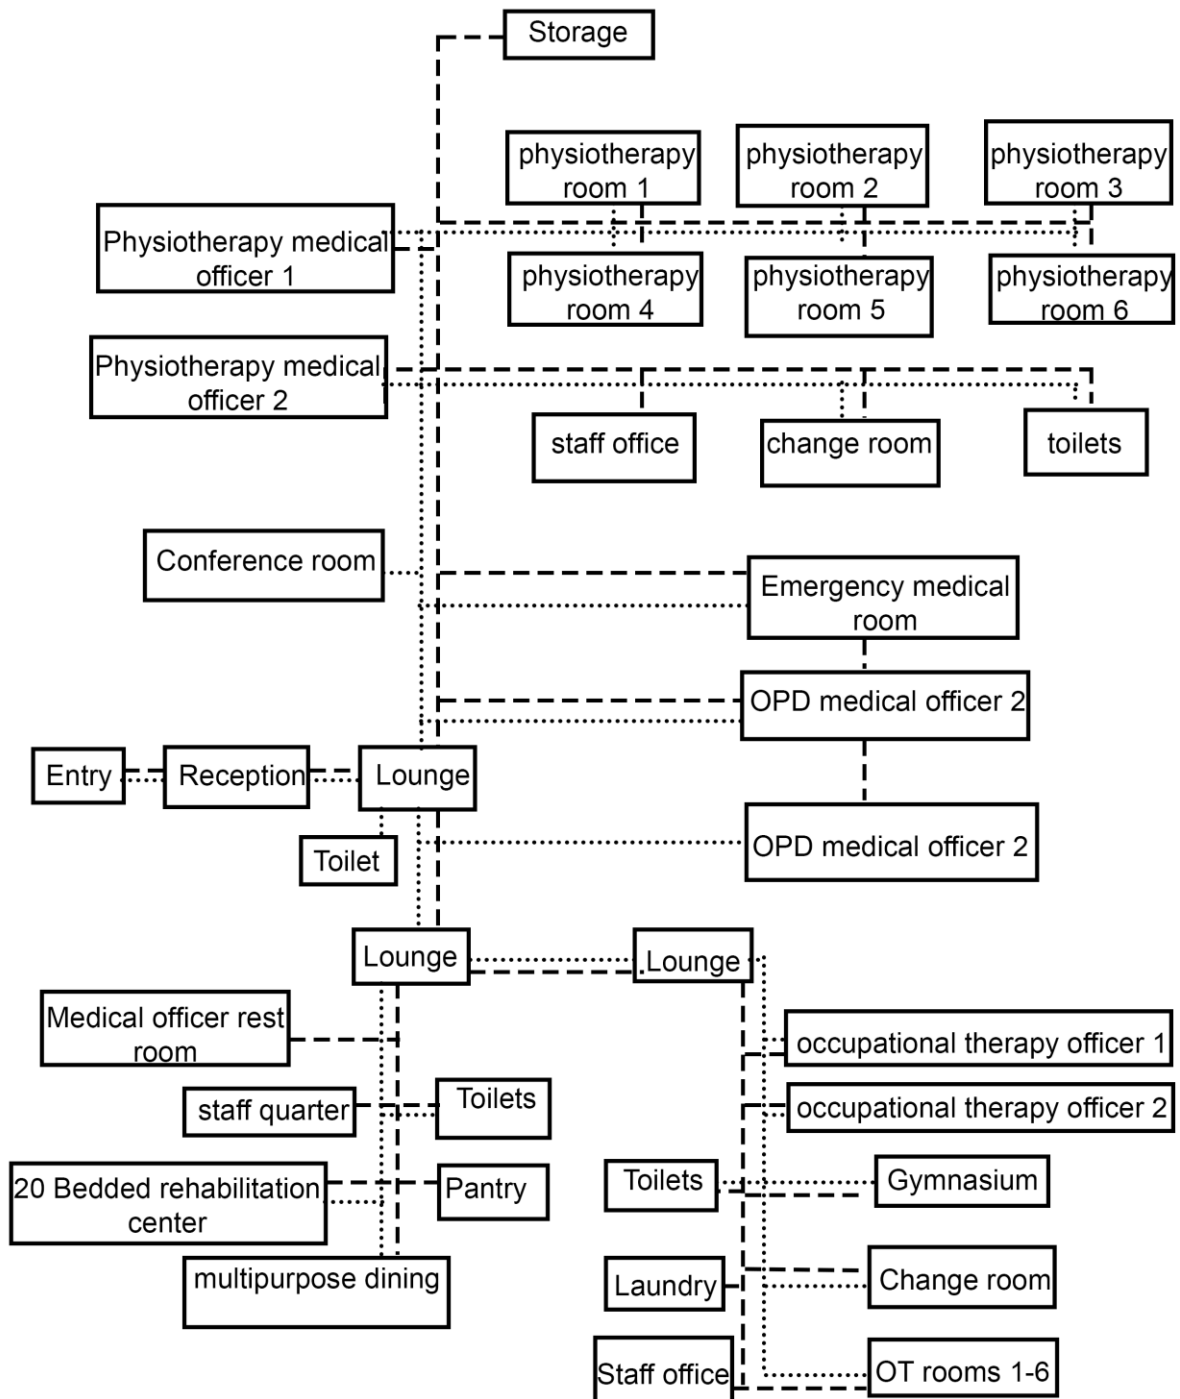 Storage
physiotherapy
room 1
physiotherapy
room 2
physiotherapy
room 3
Physiotherapy medical
officer 1
physiotherapy
room 4
physiotherapy
room 5
physiotherapy
room 6
Physiotherapy medical
officer 2
staff office
change room
toilets
Conference room
Emergency medical
room
OPD medical officer 2
Entry
Reception
Lounge
Toilet
OPD medical officer 2
Lounge
Lounge
Medical officer rest
room
occupational therapy officer 1
staff quarter
Toilets
occupational therapy officer 2
20 Bedded rehabilitation
center
Pantry
Toilets
Gymnasium
multipurpose dining
Laundry
Change room
Staff office
OT rooms 1-6